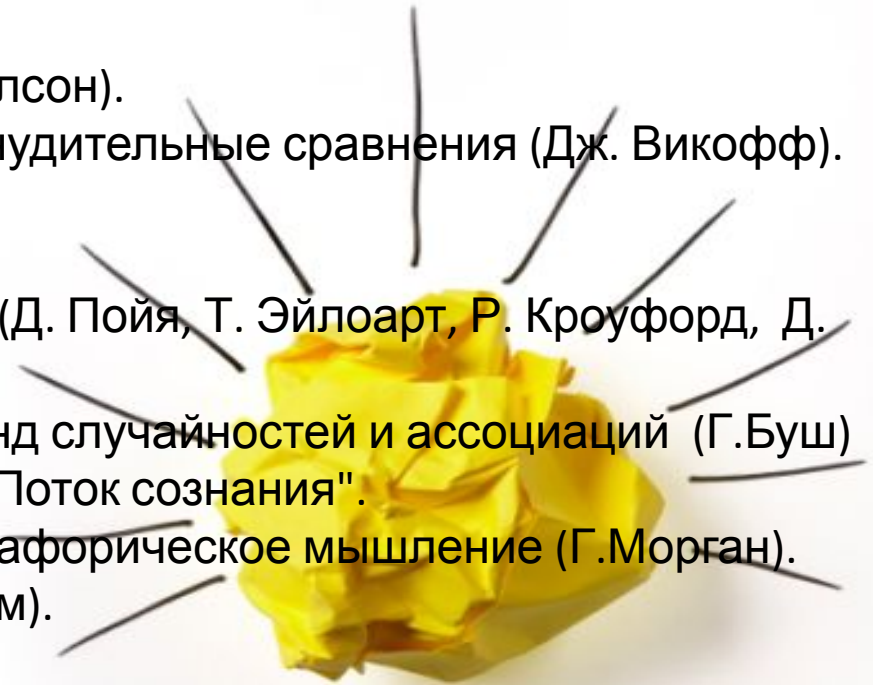 лсон).
нудительные сравнения (Дж. Викофф).
(Д. Пойя, Т. Эйлоарт, Р. Кроуфорд, Д.
нд случайностей и ассоциаций (Г.Буш)
Поток сознания".
афорическое мышление (Г.Морган).
м).